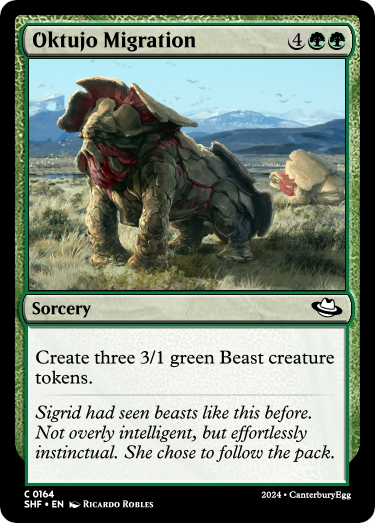 Oktujo Migration 4
Sorcery
Create three 3/1 green Beast creature
tokens.
Sigrid had seen beasts like this before.
Not overly intelligent, but effortlessly
instinctual. She chose to follow the pack.
C 0164
SHF • EN Ricardo Robles
2024 • CanterburyEgg